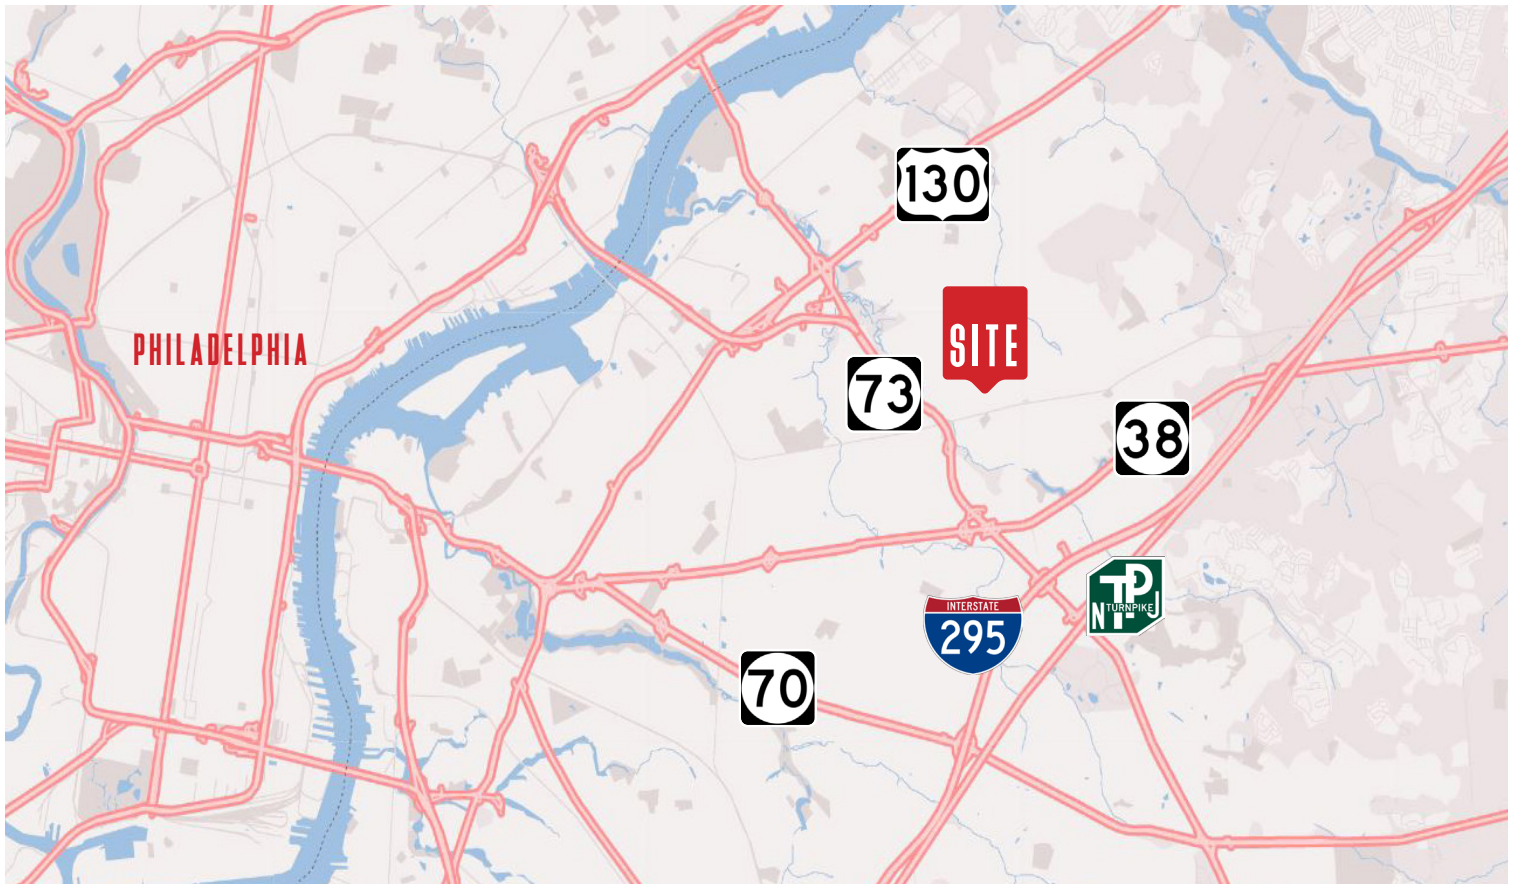 130
SITE
PHILADELPHIA
73
38
INTERSTATE
295
NJ TP
TURNPIKE
70